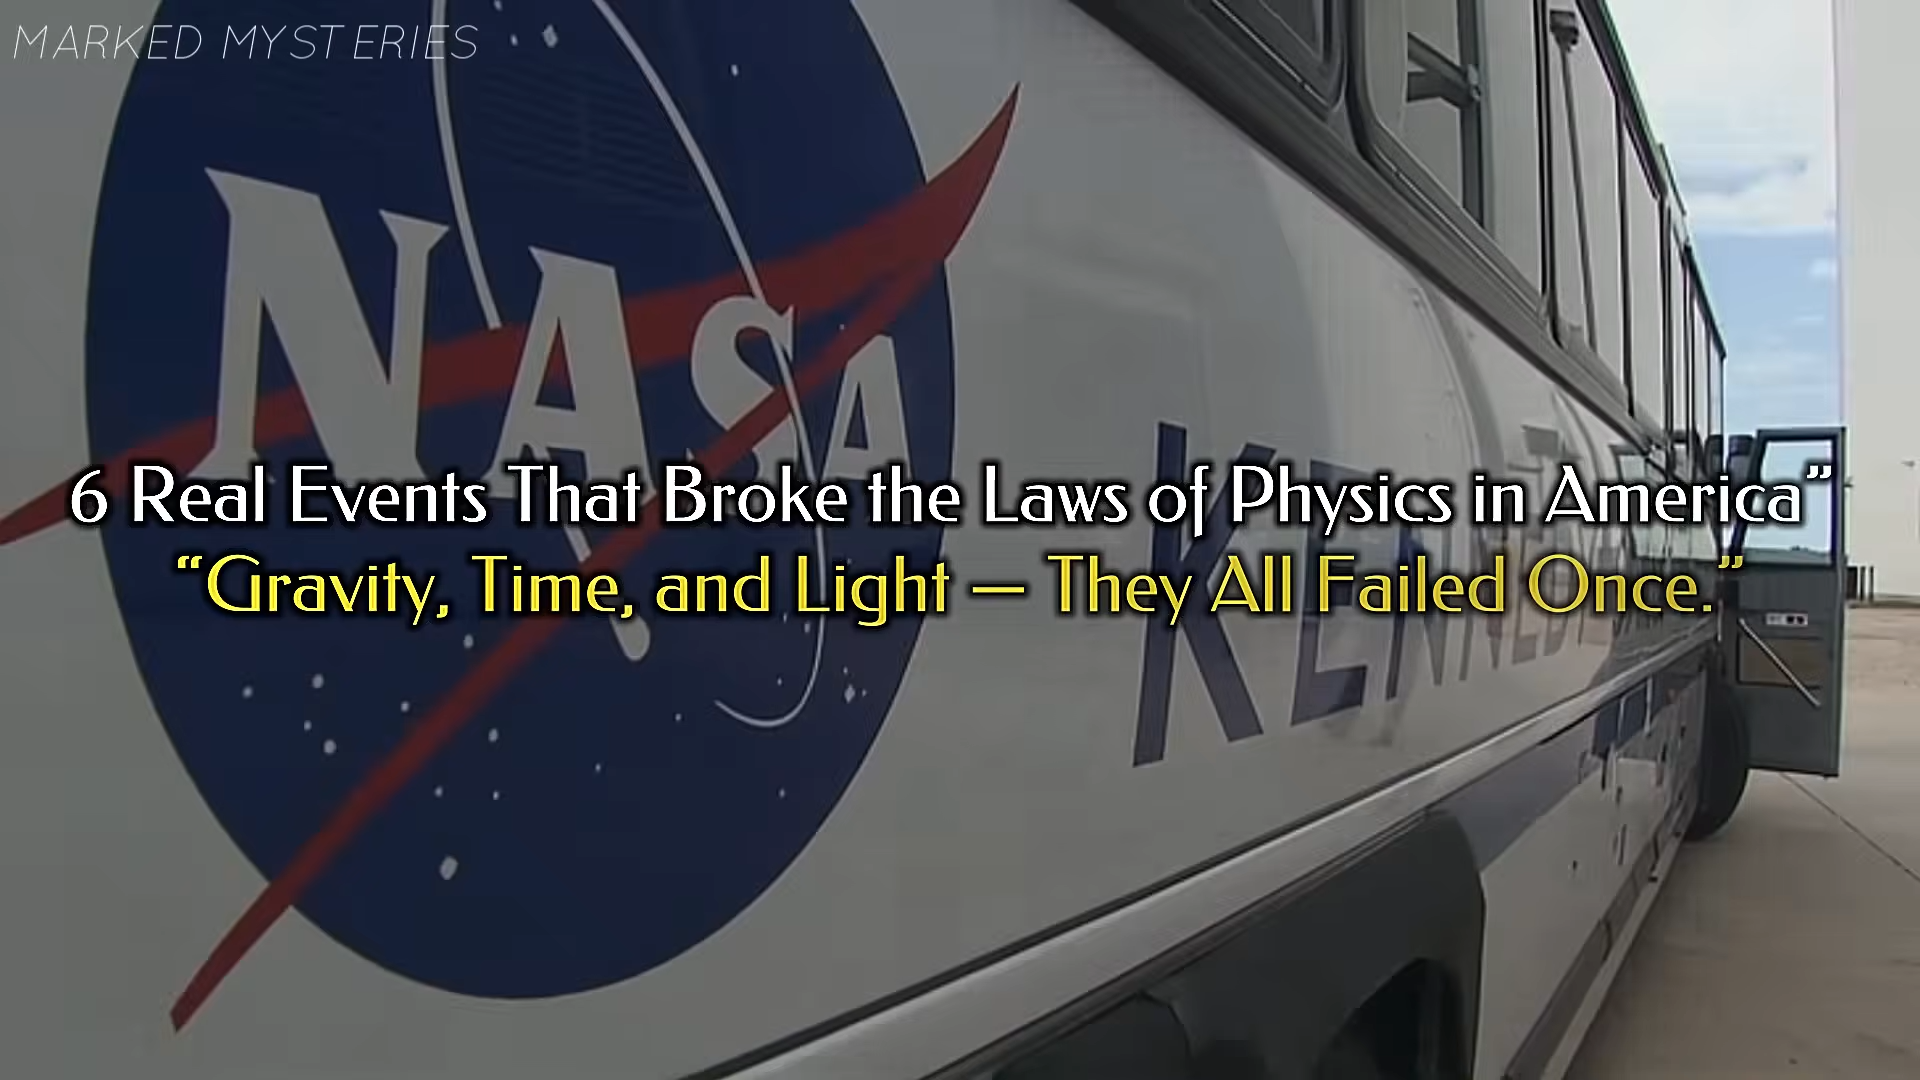 MARKED MYSTERIES
NASA
6 Real Events That Broke the Laws of Physics in America”
“Gravity, Time, and Light — They All Failed Once.”
KENNEDY